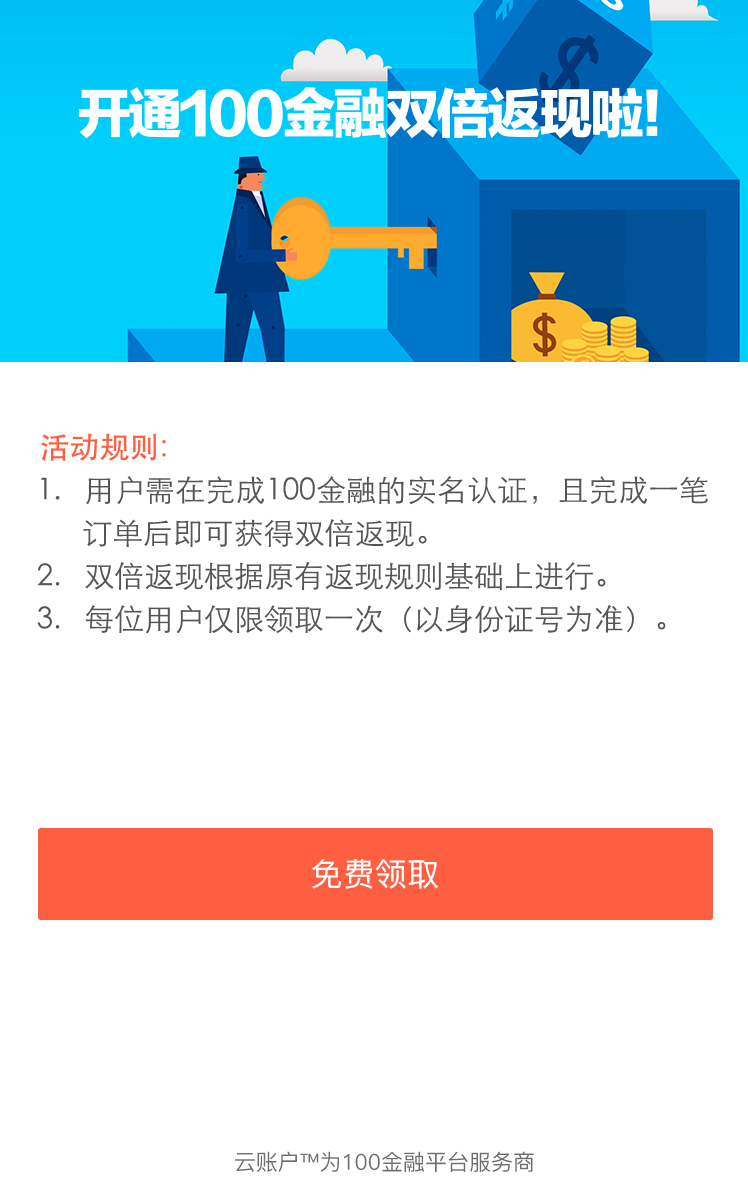 开通100金融双倍返现啦!
$
$
活动规则:
1. 用户需在完成100金融的实名认证，且完成一笔
订单后即可获得双倍返现。
2. 双倍返现根据原有返现规则基础上进行。
3. 每位用户仅限领取一次（以身份证号为准）。
免费领取
云账户™为100金融平台服务商